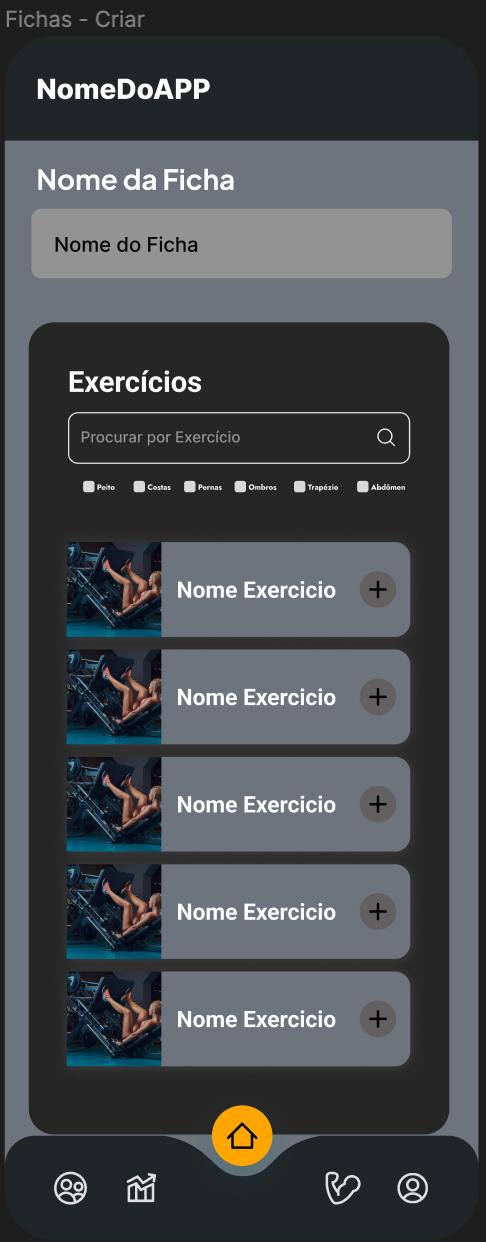 Fichas - Criar
NomeDoAPP
Nome da Ficha
Nome do Ficha
Exercícios
Procurar por Exercício
Peito Costas Pernas Ombros Trapézio Abdômen
Nome Exercicio
Nome Exercicio
Nome Exercicio
Nome Exercicio
Nome Exercicio